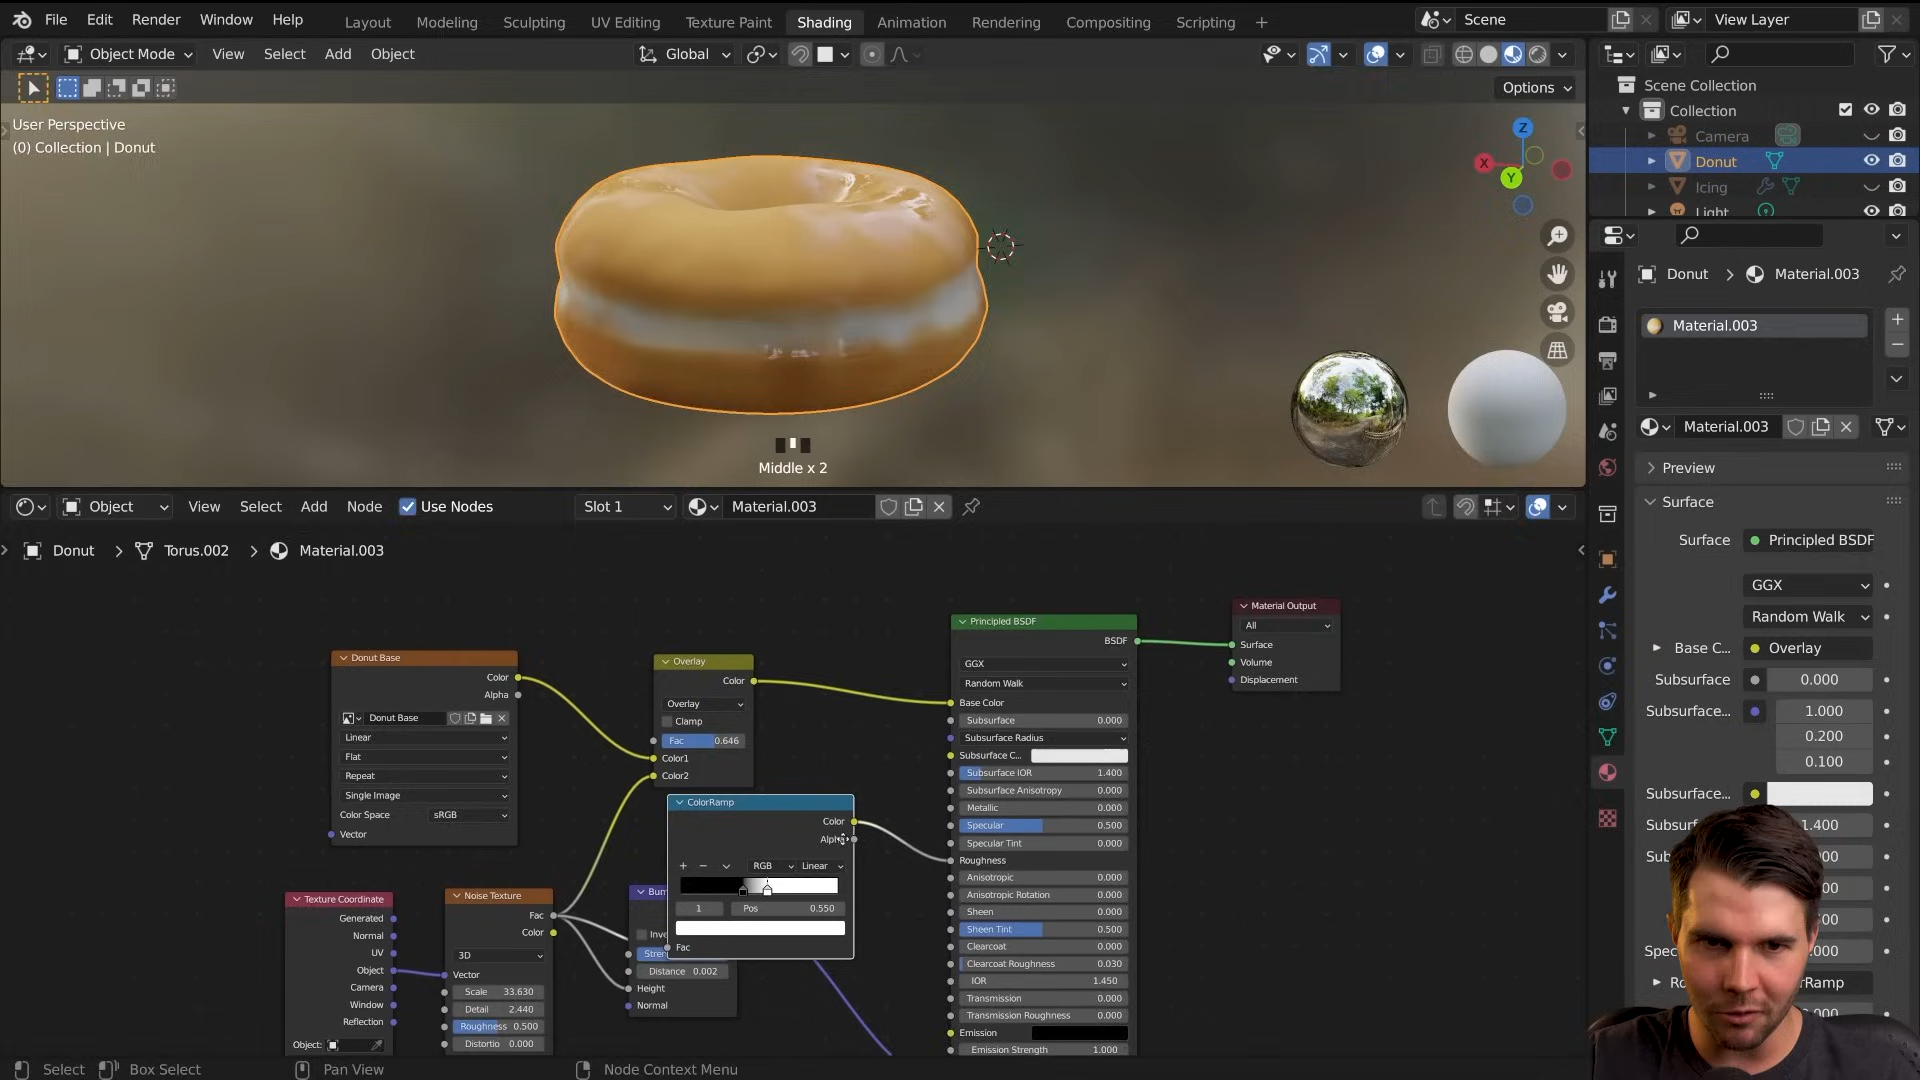 File Edit Render Window Help Layout Modeling Sculpting UV Editing Texture Paint Shading Animation Rendering Compositing Scripting + Scene View Layer
Object Mode View Select Add Object Global
Options
User Perspective
(0) Collection | Donut
Z
X
Y
Middle x 2
Scene Collection
Collection
Camera
Donut
Icing
Light
Donut Material.003
Material.003
Material.003
Preview
Surface
Surface Principled BSDF
GGX
Random Walk
Base C... Overlay
Subsurface 0.000
Subsurface... 1.000
0.200
0.100
Subsurface...
1.400
Object View Select Add Node Use Nodes Slot 1 Material.003
Donut > Torus.002 > Material.003
Donut Base
Color
Alpha
Donut Base
Linear
Flat
Repeat
Single Image
Color Space sRGB
Vector
Overlay
Color
Overlay
Clamp
Fac 0.646
Color1
Color2
ColorRamp
Color
Alpha
+ − RGB Linear
1 Pos 0.550
Fac
Distance 0.002
Height
Normal
Texture Coordinate
Generated
Normal
UV
Object
Camera
Window
Reflection
Object:
Noise Texture
Fac
Color
3D
Vector
Scale 33.630
Detail 2.440
Roughness 0.500
Distortio 0.000
Principled BSDF
BSDF
GGX
Random Walk
Base Color
Subsurface 0.000
Subsurface Radius
Subsurface C...
Subsurface IOR 1.400
Subsurface Anisotropy 0.000
Metallic 0.000
Specular 0.500
Specular Tint 0.000
Roughness
Anisotropic 0.000
Anisotropic Rotation 0.000
Sheen 0.000
Sheen Tint 0.500
Clearcoat 0.000
Clearcoat Roughness 0.030
IOR 1.450
Transmission 0.000
Transmission Roughness 0.000
Emission
Emission Strength 1.000
Material Output
All
Surface
Volume
Displacement
Select Box Select Pan View Node Context Menu